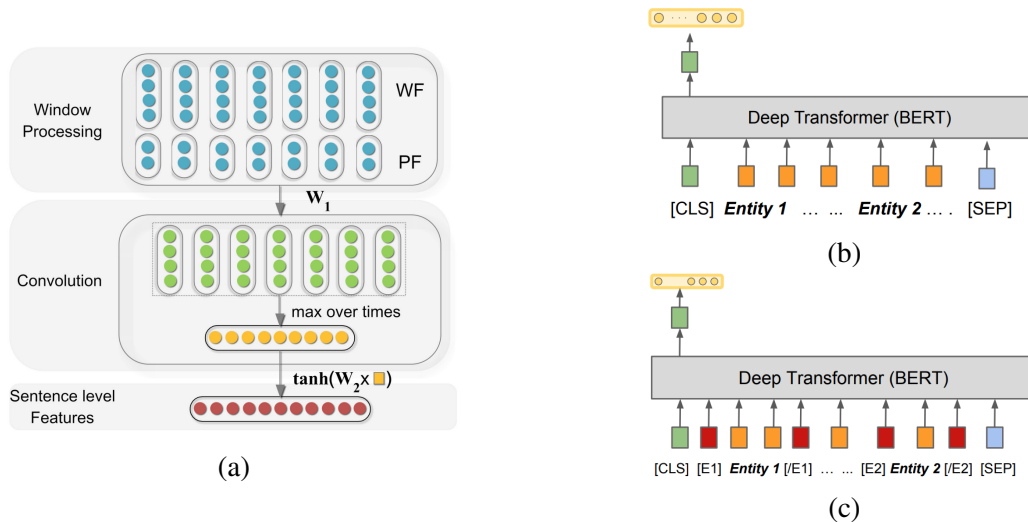 Window
Processing
WF
PF
W1
Convolution
max over times
tanh(W2x )
Sentence level
Features
(a)
Deep Transformer (BERT)
[CLS] Entity 1 ... ... Entity 2 ... . [SEP]
(b)
Deep Transformer (BERT)
[CLS] [E1] Entity 1 [/E1] ... ... [E2] Entity 2 [/E2] [SEP]
(c)